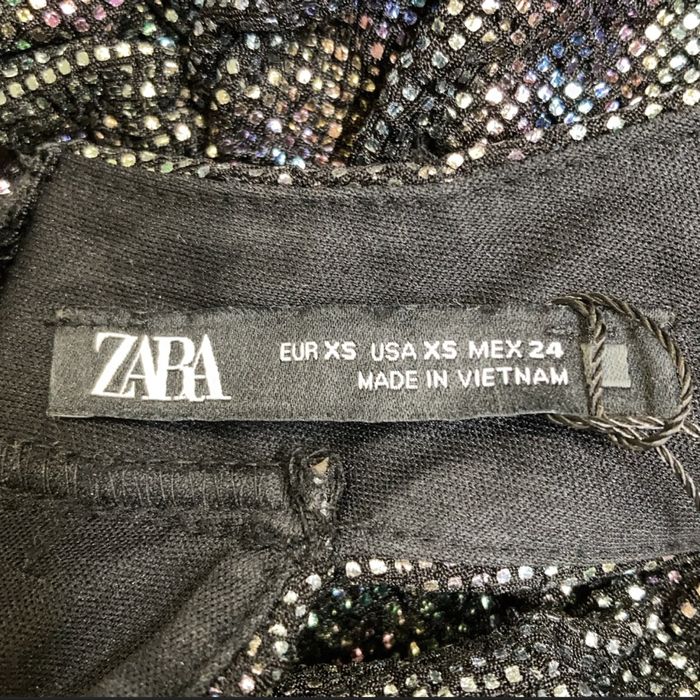 ZARA
EUR XS USA XS MEX 24
MADE IN VIETNAM